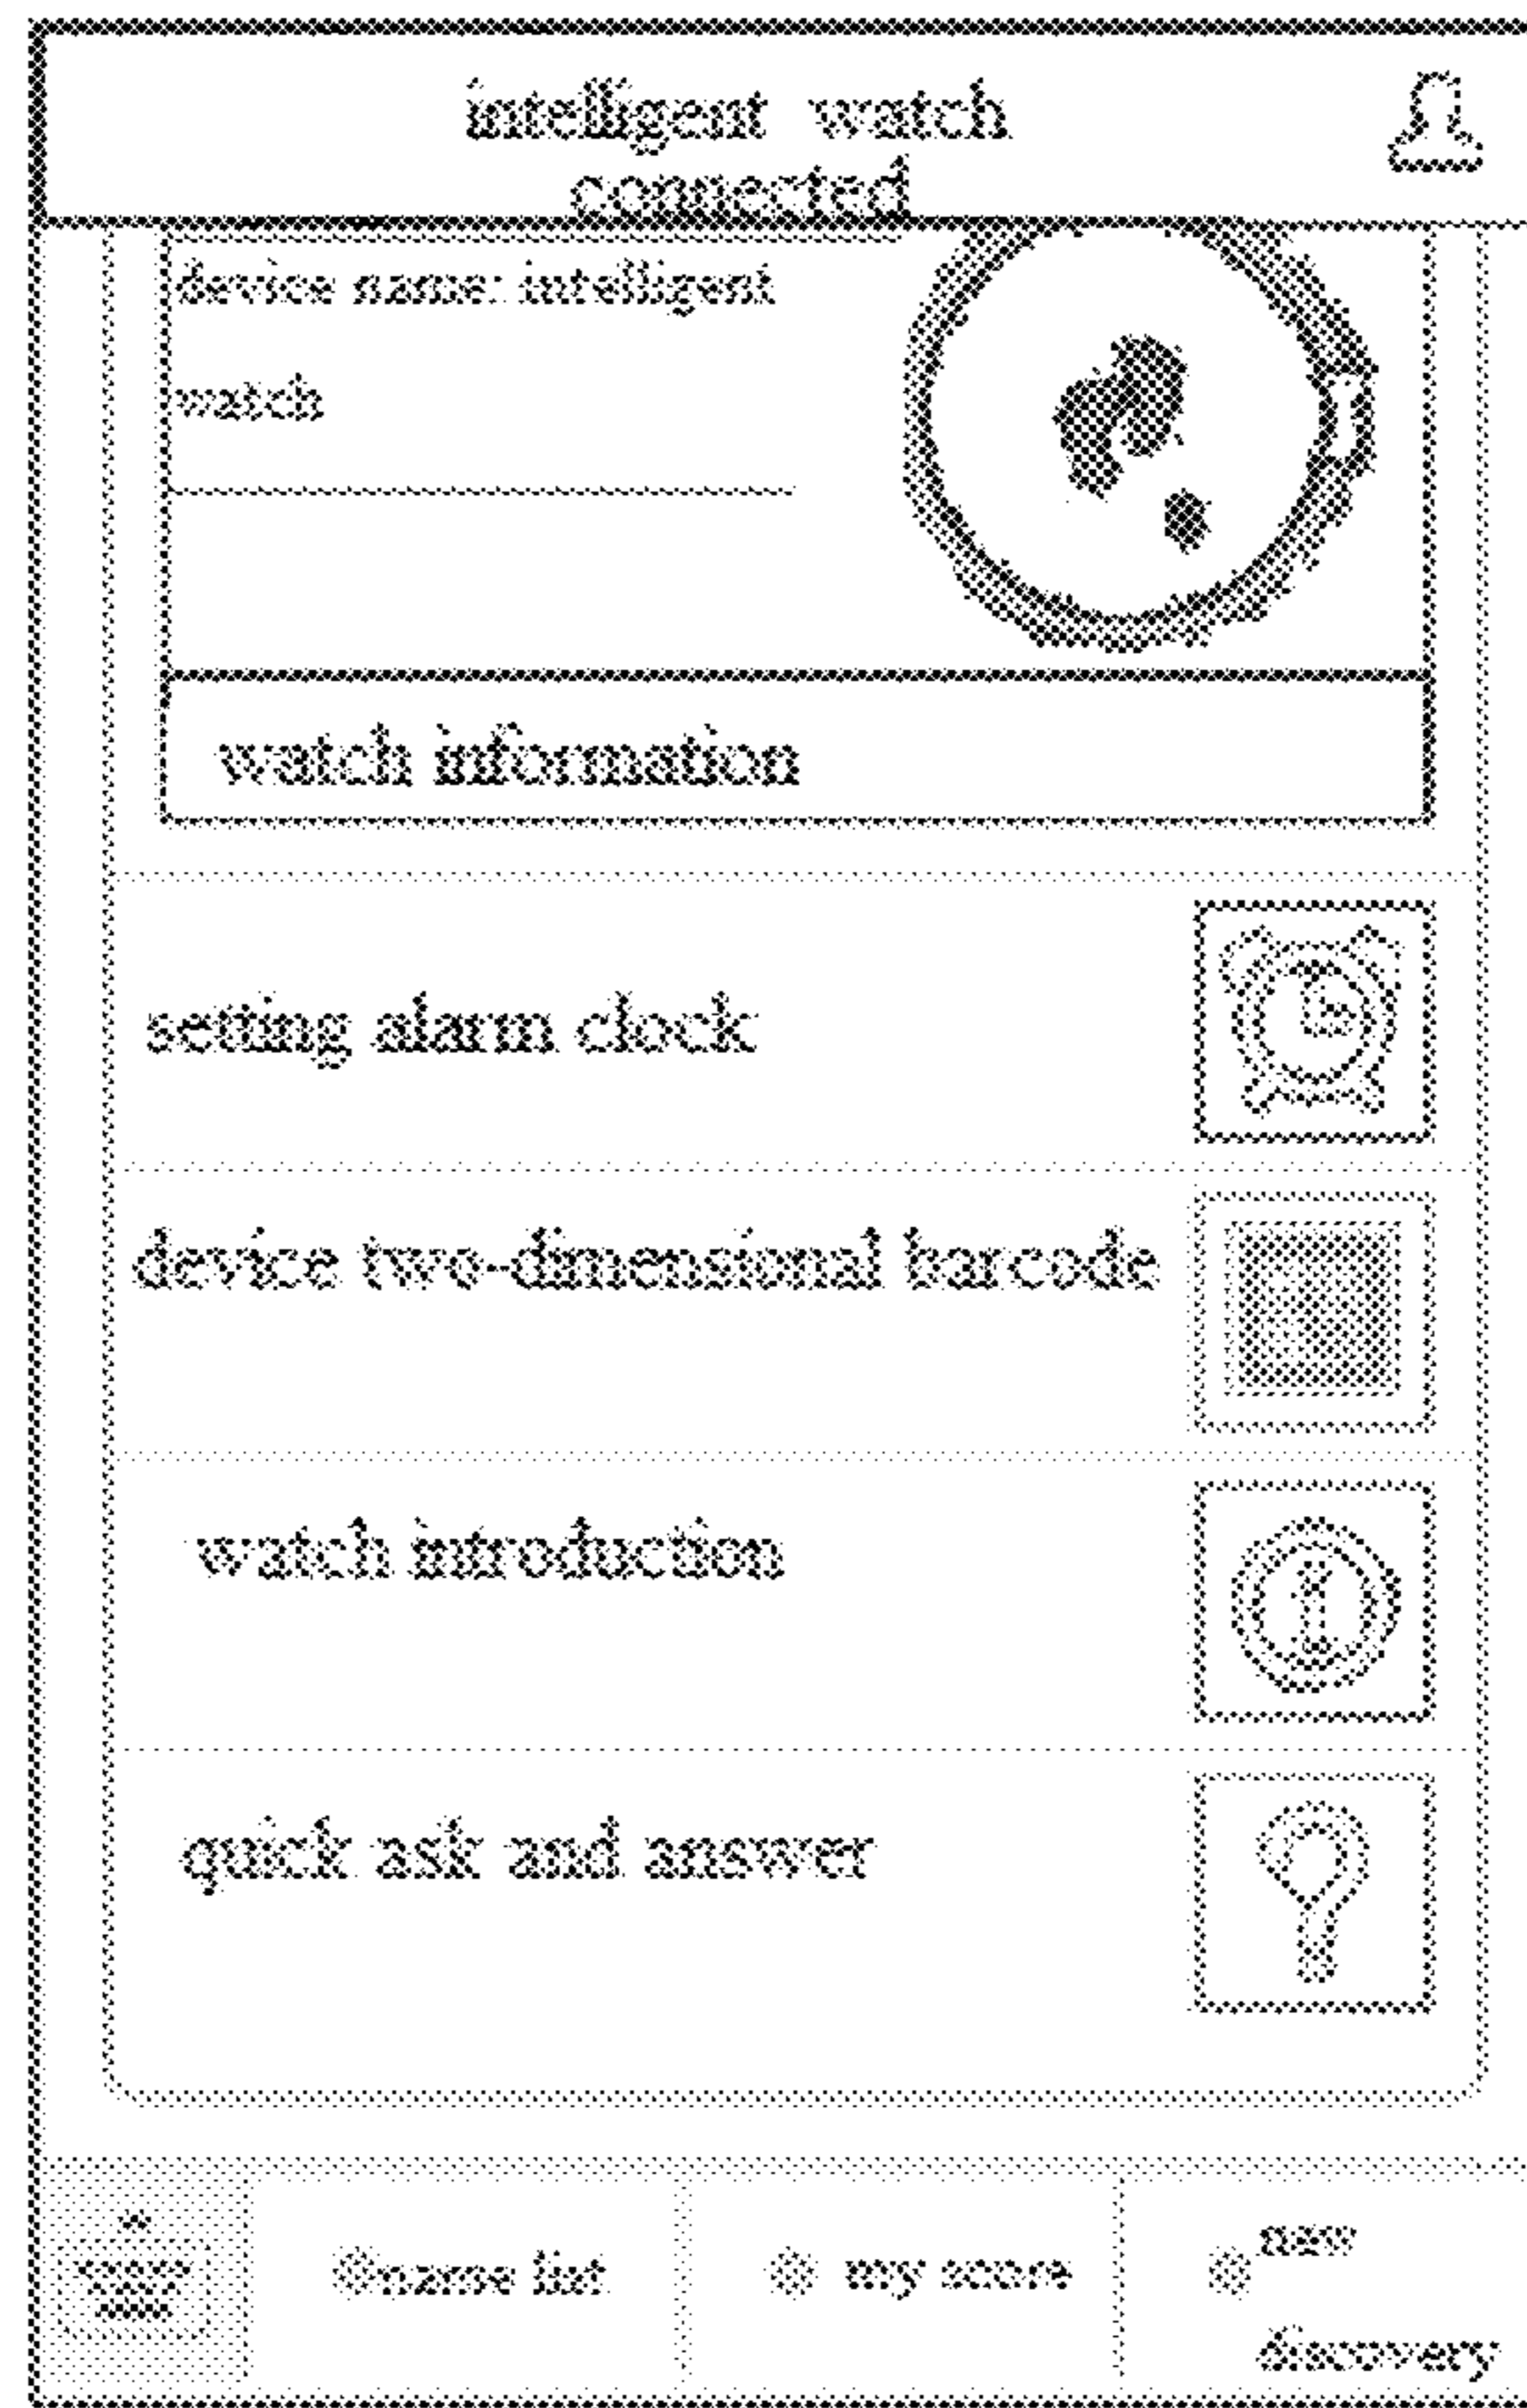 intelligent watch
connected
device name: intelligent
watch
watch information
setting alarm clock
device two-dimensional barcode
watch introduction
quick ask and answer
name list
my score
new
discovery